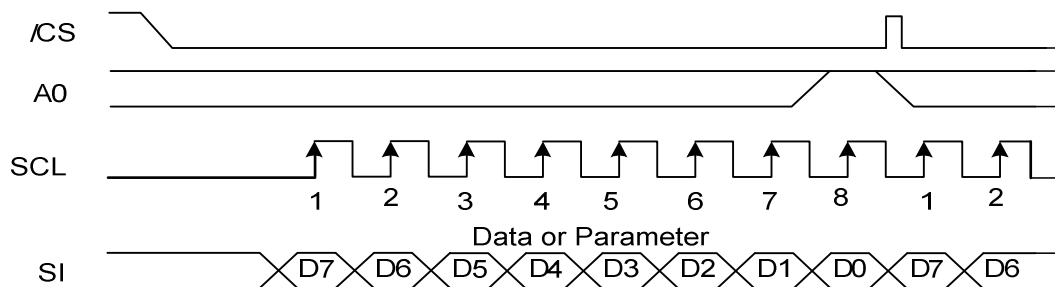 /CS
A0
SCL
1 2 3 4 5 6 7 8 1 2
Data or Parameter
SI
D7 D6 D5 D4 D3 D2 D1 D0 D7 D6